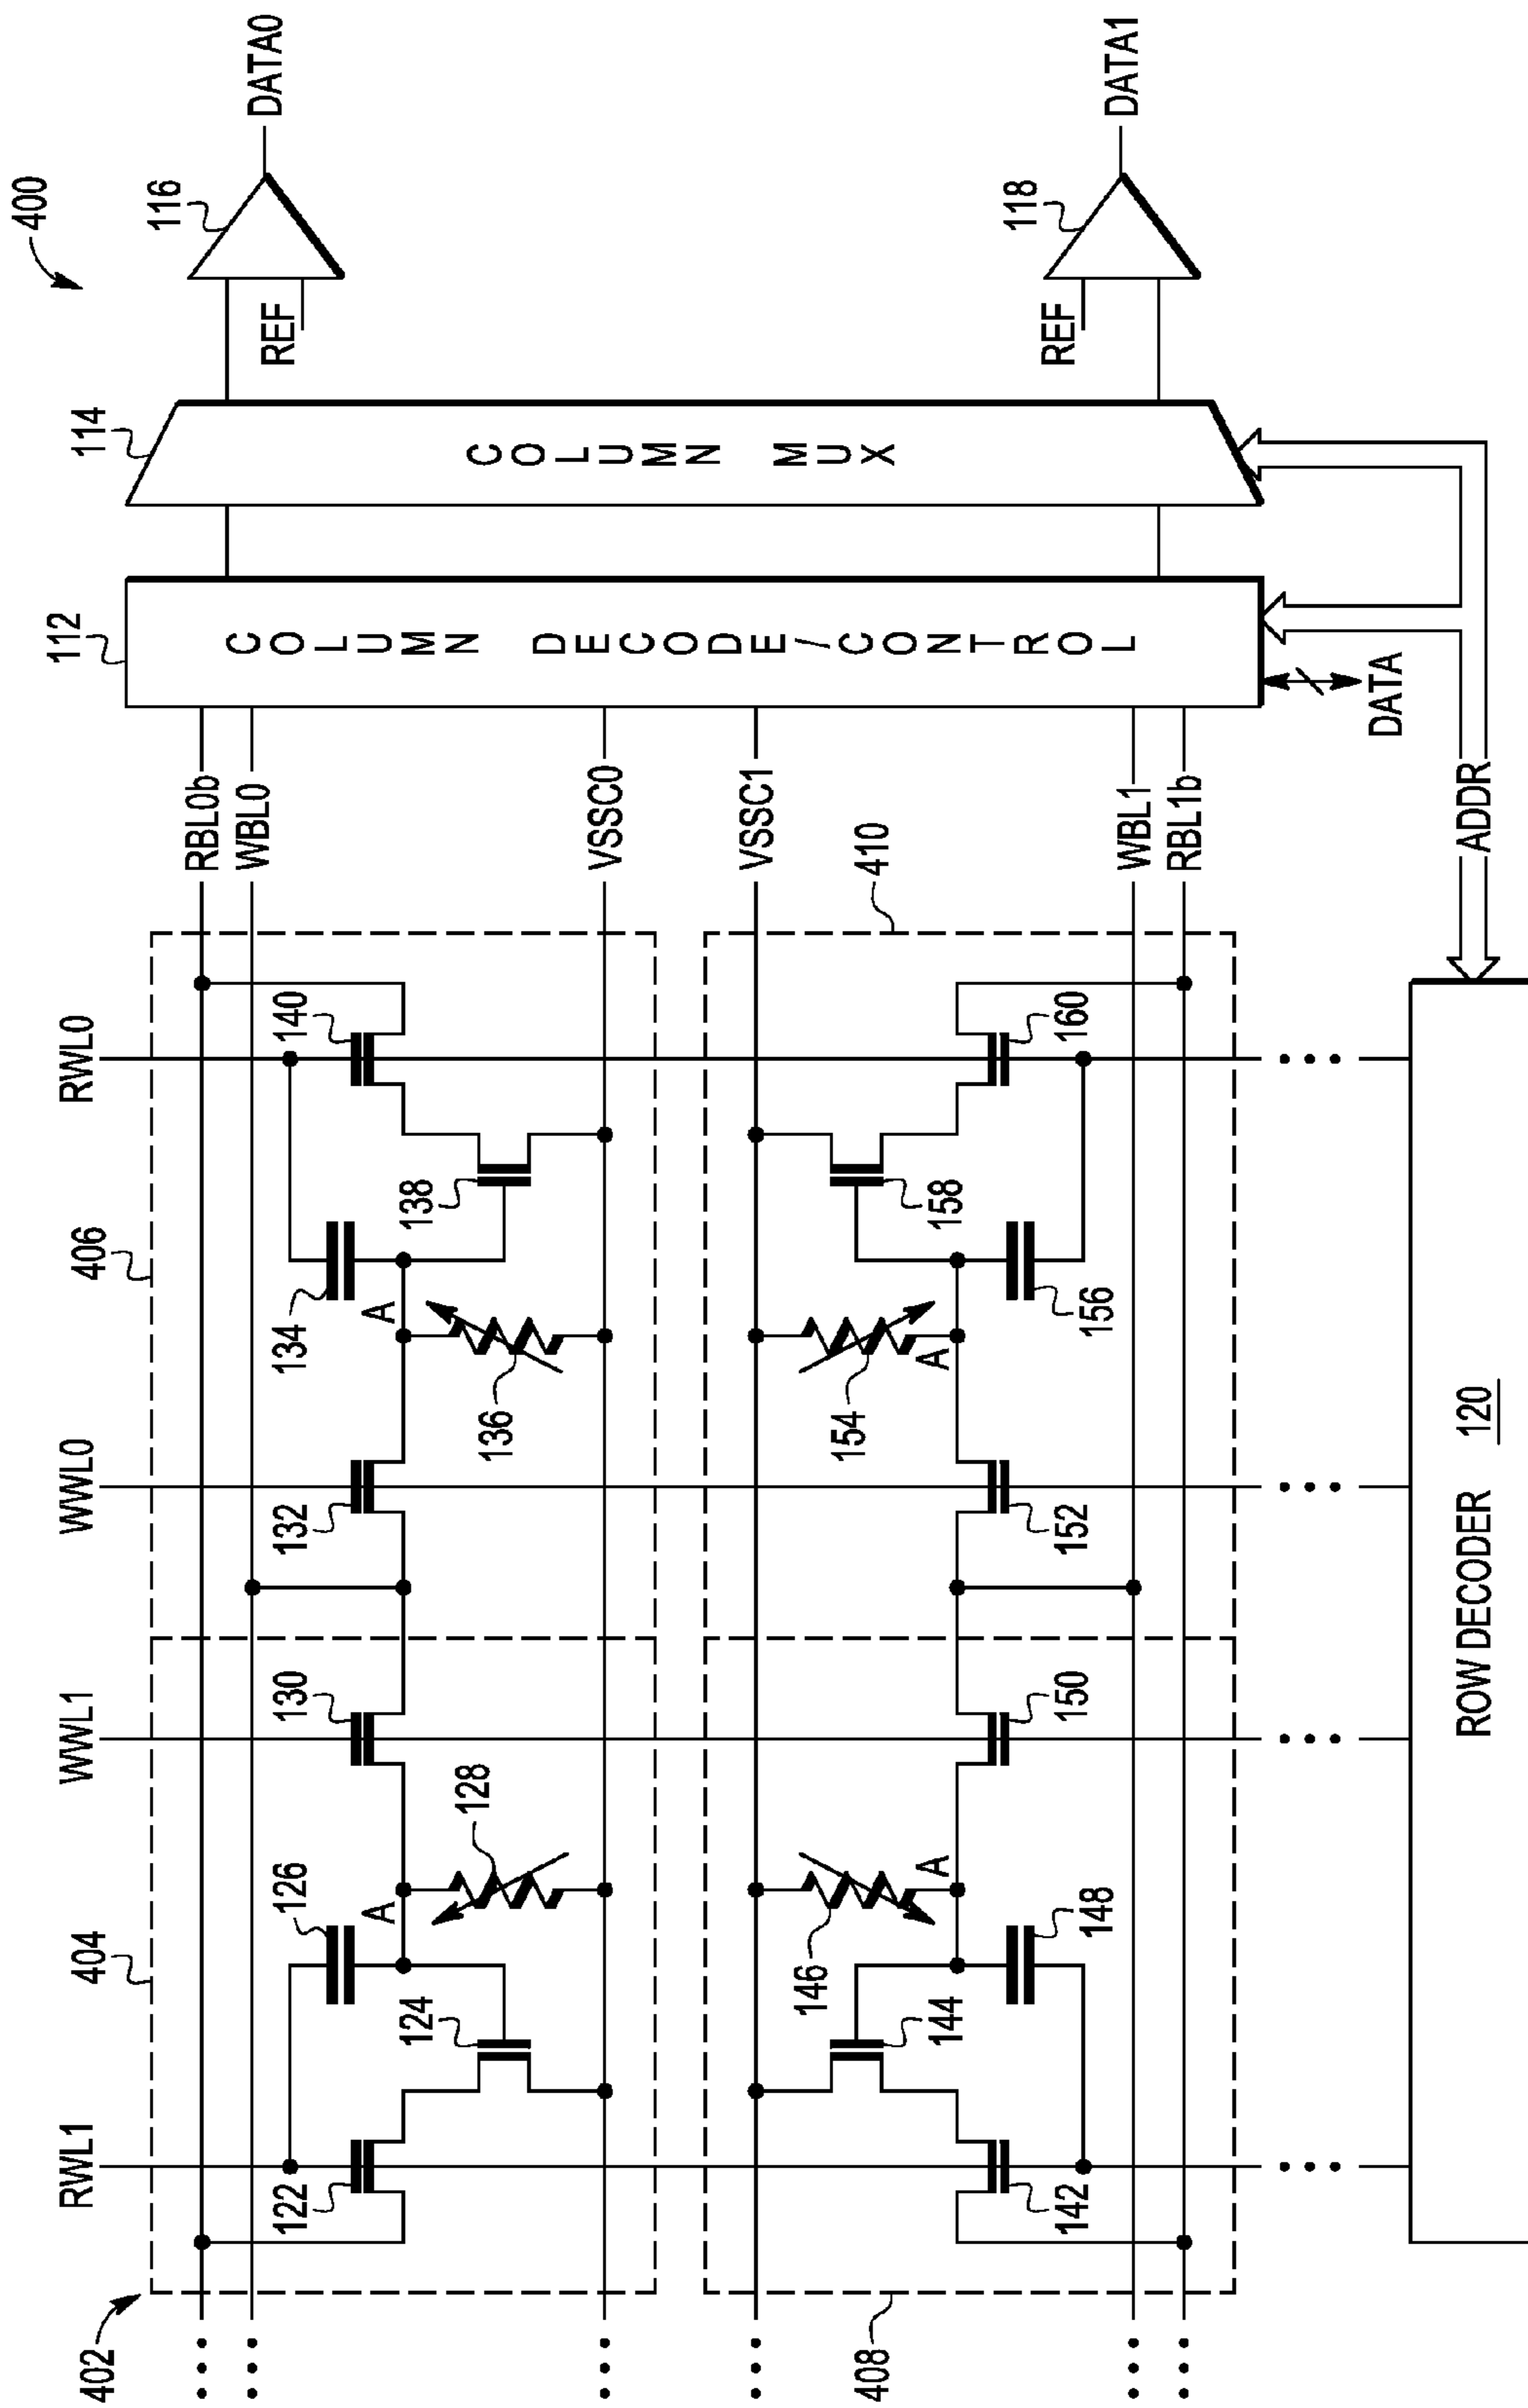 400
402
404
406
RWL1
WWL1
WWL0
RWL0
112
114
116
118
RBL0b
WBL0
VSSC0
VSSC1
WBL1
RBL1b
122
124
126
A
128
130
132
134
A
136
138
140
142
144
146
A
148
150
152
154
A
156
158
160
408
410
COLUMN DECODE/CONTROL
COLUMN MUX
REF
DATA0
REF
DATA1
DATA
ADDR
ROW DECODER 120